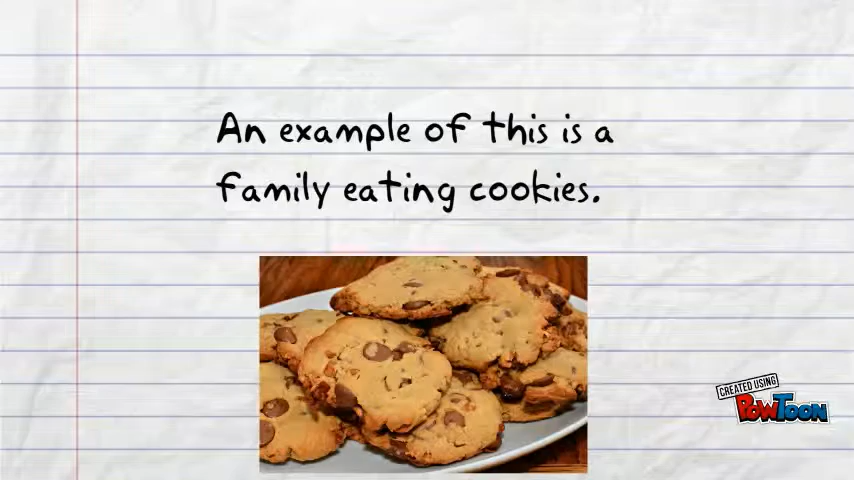 An example of this is a
family eating cookies.
CREATED USING
POWTOON